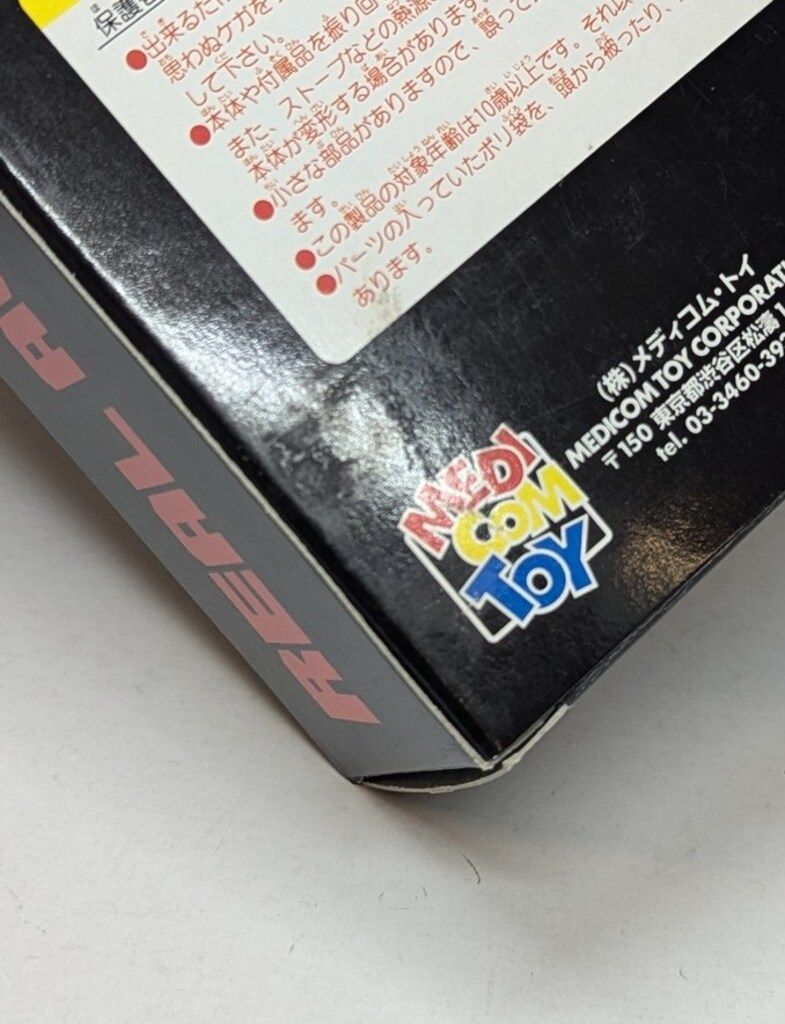 保護
●出来るだけ
思わぬケガを
して下さい。
●本体や付属品を振り回
また、ストーブなどの熱源
本体が変形する場合があります。
●小さな部品がありますので、誤って
ます。
●この製品の対象年齢は10歳以上です。それ以
●パーツの入っていたポリ袋を、頭から被ったり、
あります。
(株)メディコム・トイ
MEDICOM TOY CORPORATI
〒150 東京都渋谷区松濤1
tel. 03-3460-39
MEDI
COM
TOY
REAL A